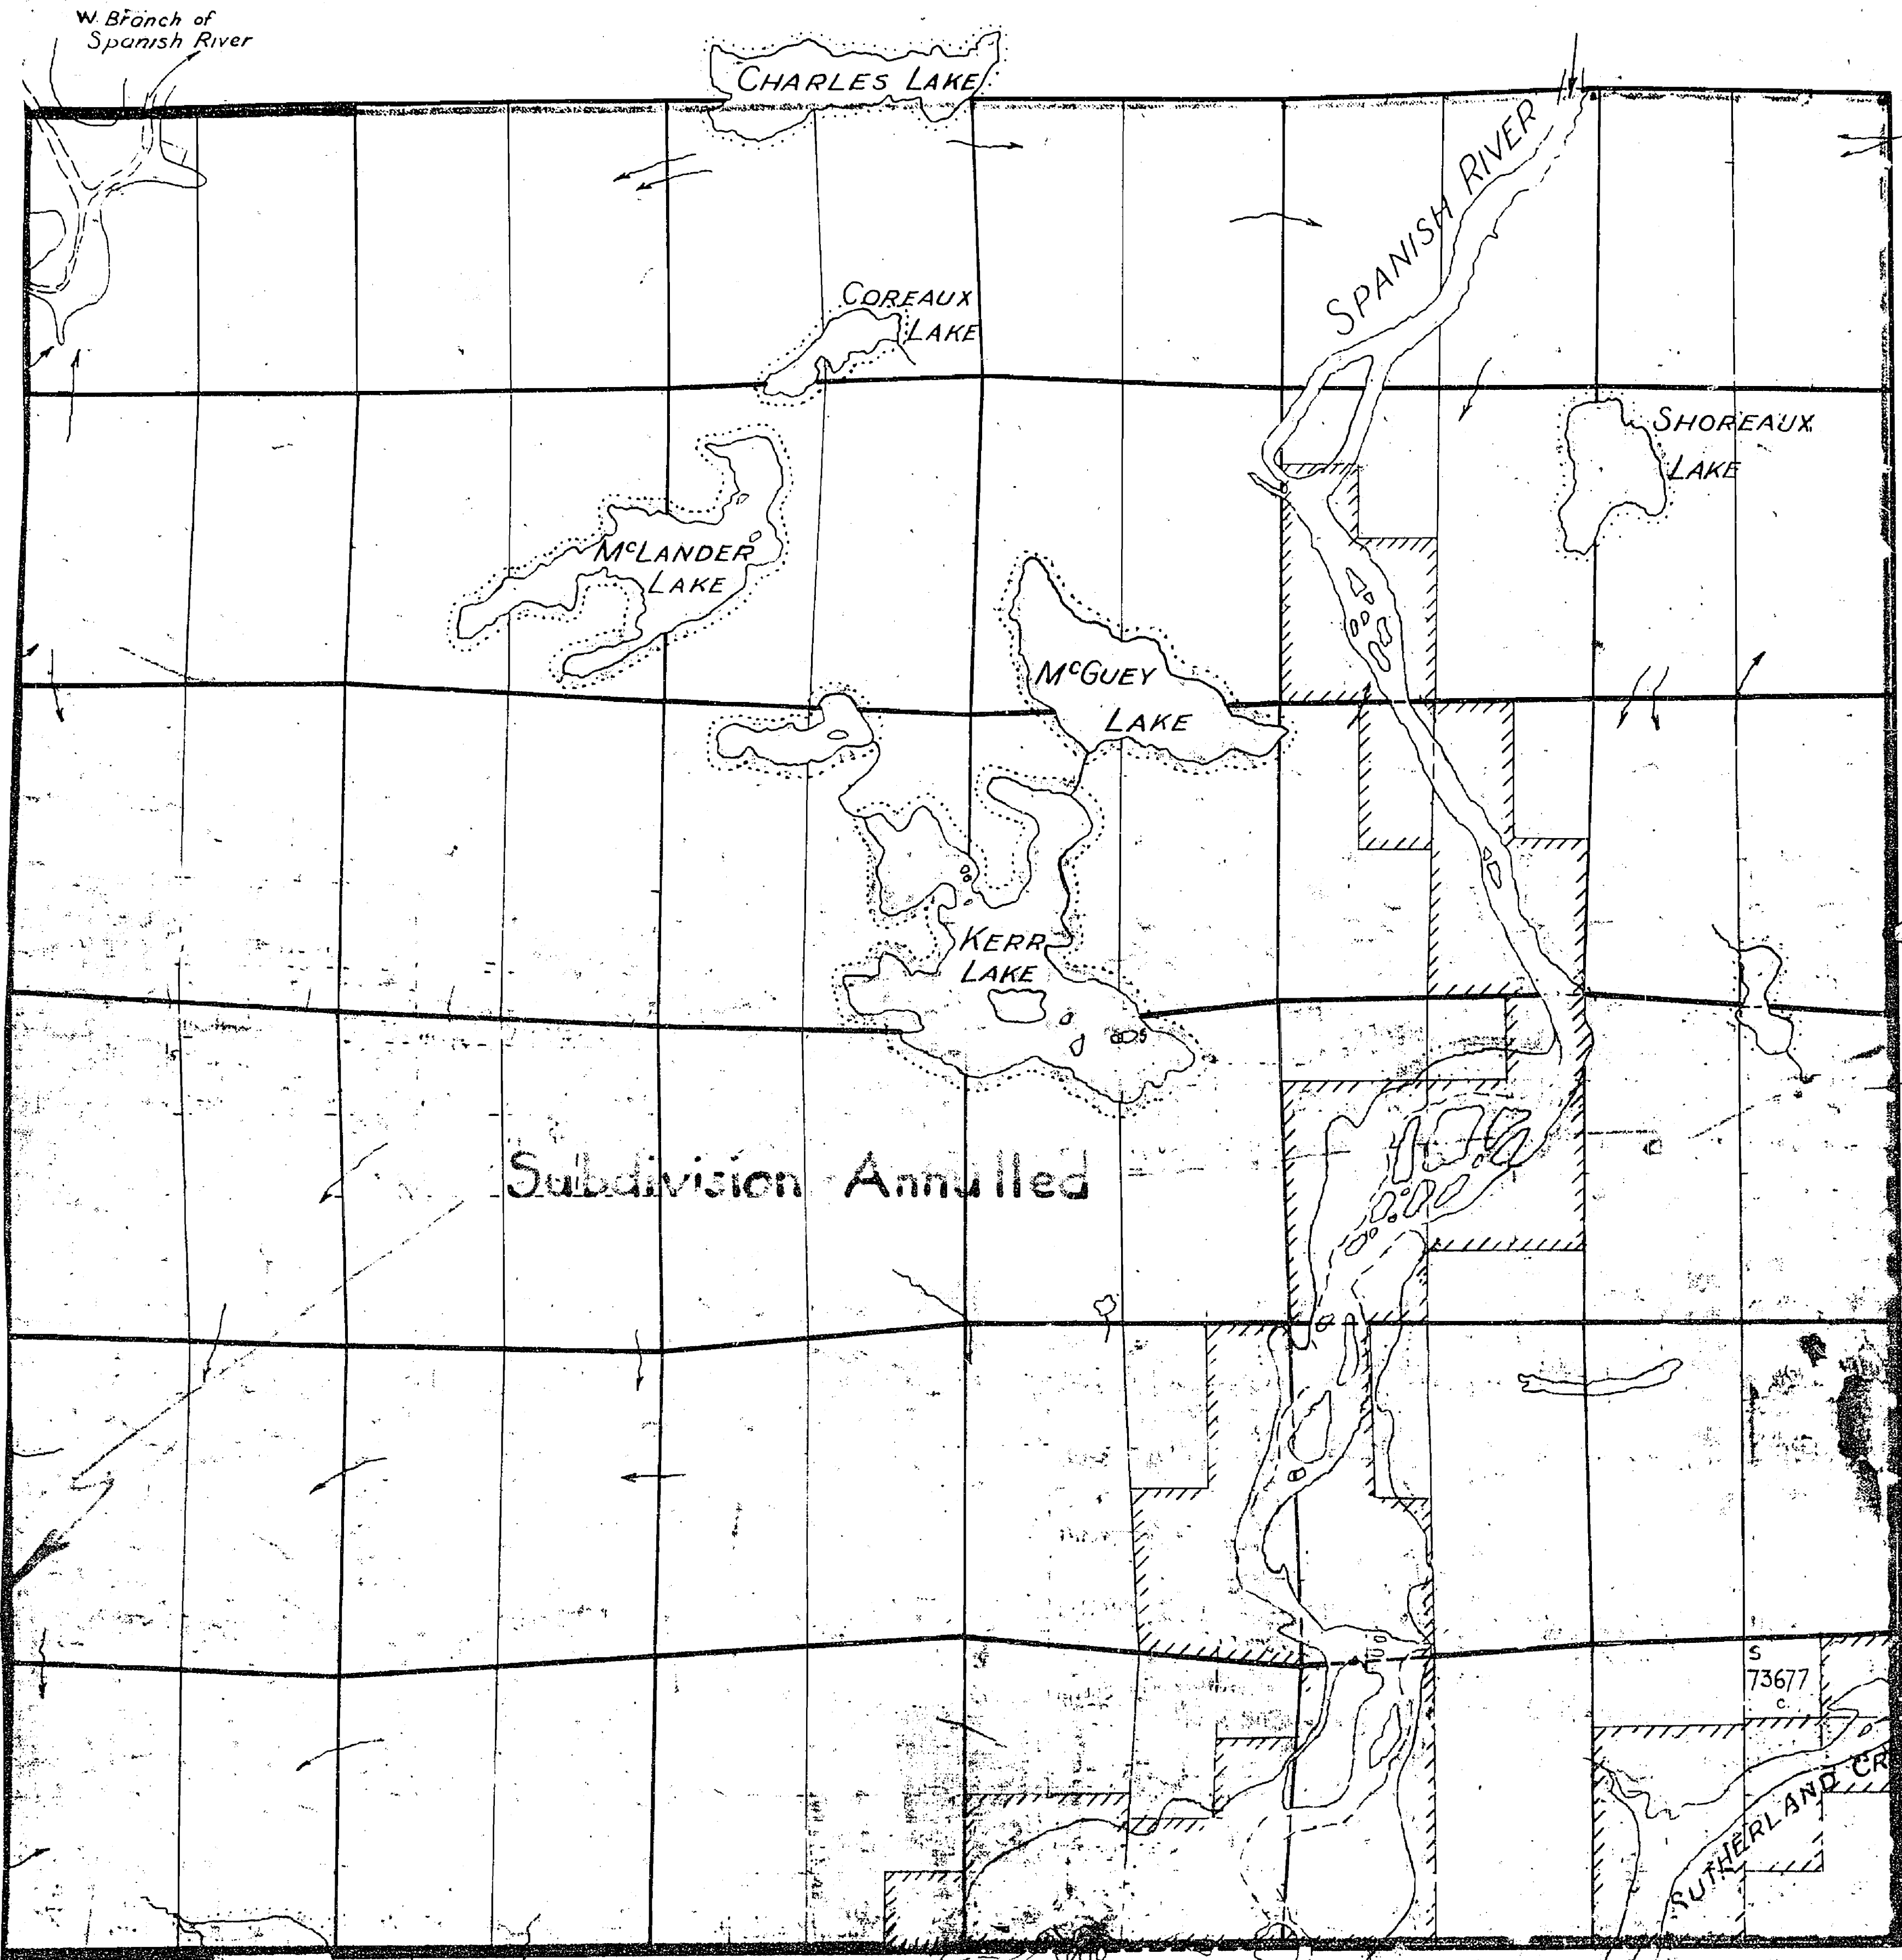 W. Branch of
Spanish River
CHARLES LAKE
SPANISH RIVER
COREAUX
LAKE
SHOREAUX
LAKE
McLANDER
LAKE
McGUEY
LAKE
KERR
LAKE
Subdivision Annulled
S
73677
C.
SUTHERLAND CR